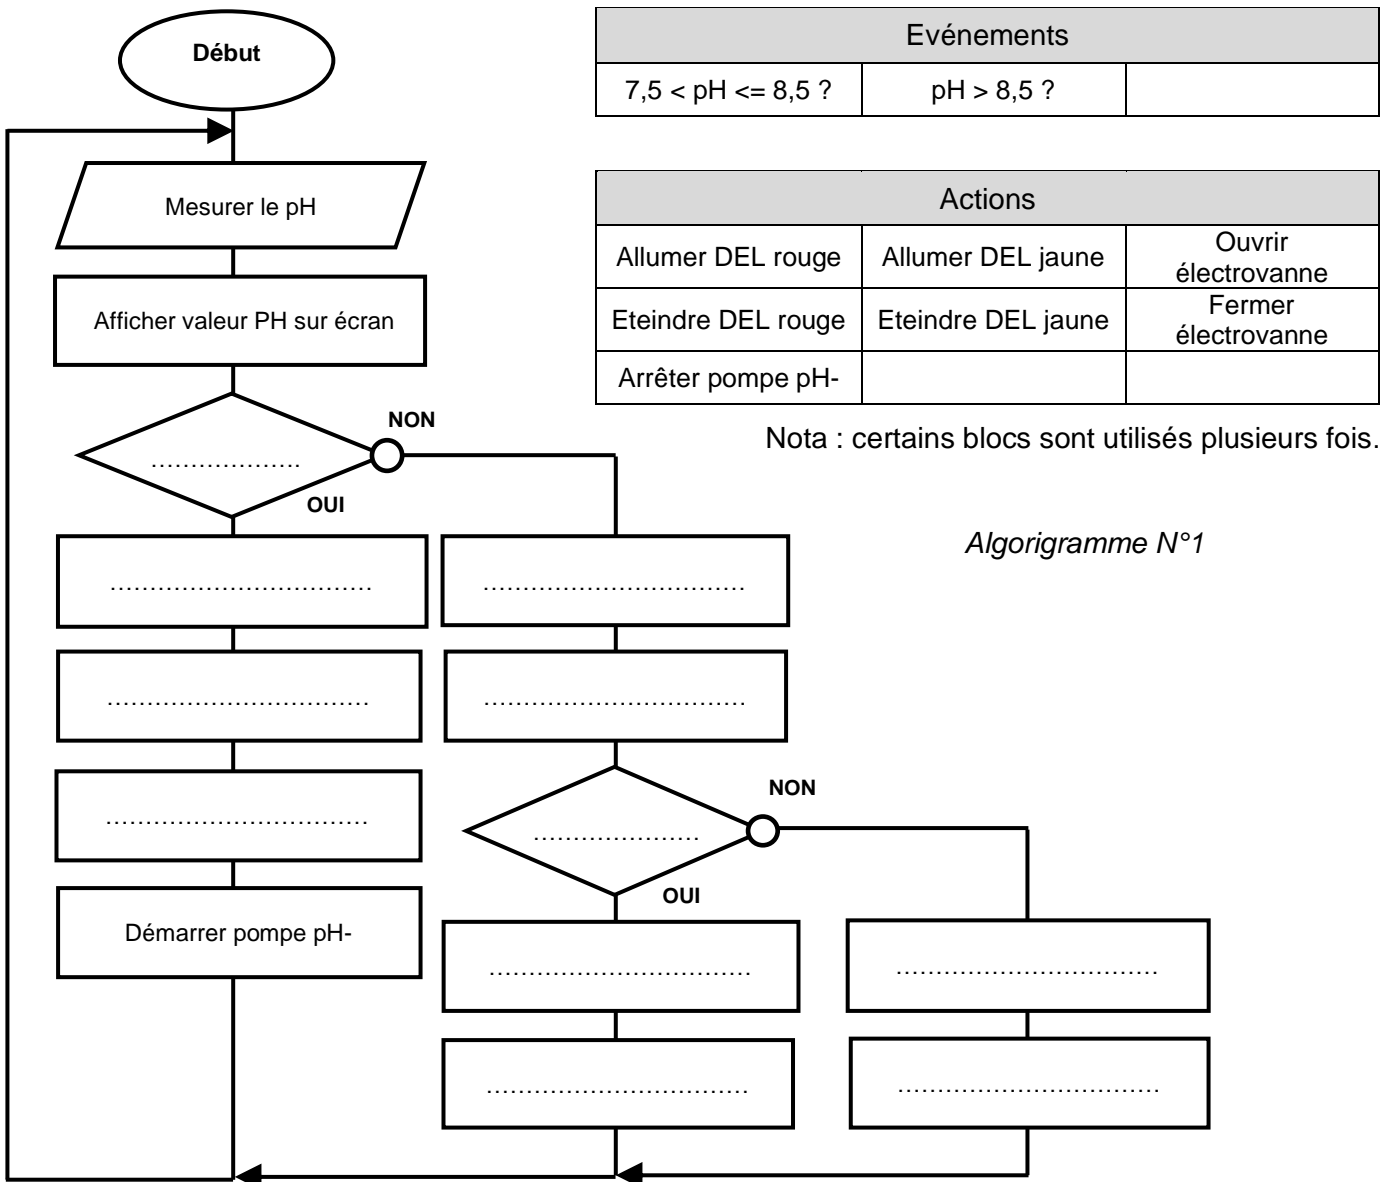 Début
Evénements
7,5 < pH <= 8,5 ?
pH > 8,5 ?
Mesurer le pH
Actions
Allumer DEL rouge
Allumer DEL jaune
Ouvrir
électrovanne
Eteindre DEL rouge
Eteindre DEL jaune
Fermer
électrovanne
Arrêter pompe pH-
Afficher valeur PH sur écran
Nota : certains blocs sont utilisés plusieurs fois.
NON
...................
OUI
Algorigramme N°1
.................................
.................................
.................................
.................................
.................................
NON
.....................
OUI
Démarrer pompe pH-
.................................
.................................
.................................
.................................